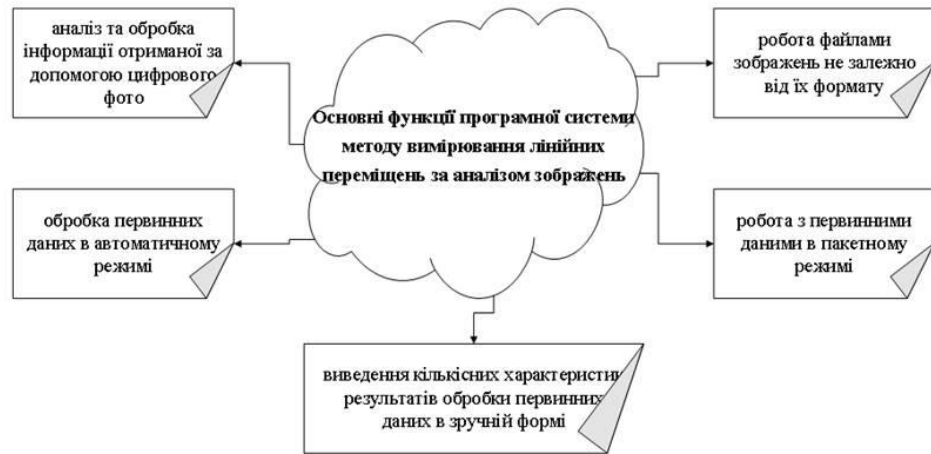 аналіз та обробка
інформації отриманої за
допомогою цифрового
фото
робота файлами
зображень не залежно
від їх формату
Основні функції програмної системи
методу вимірювання лінійних
переміщень за аналізом зображень
обробка первинних
даних в автоматичному
режимі
робота з первинними
даними в пакетному
режимі
виведення кількісних характеристик
результатів обробки первинних
даних в зручній формі